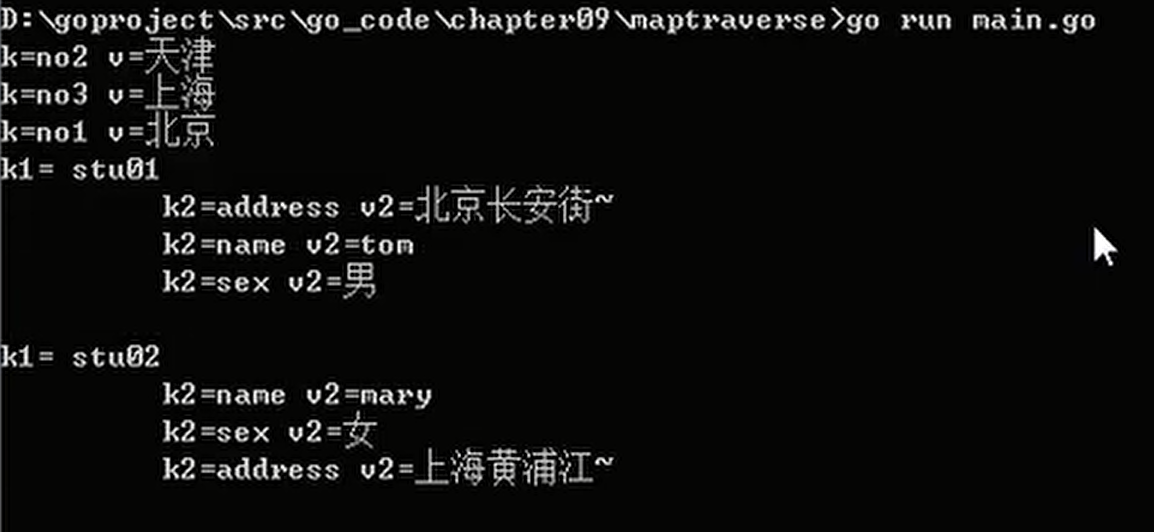 D:\goproject\src\go_code\chapter09\maptraverse>go run main.go
k=no2 v=天津
k=no3 v=上海
k=no1 v=北京
k1= stu01
k2=address v2=北京长安街~
k2=name v2=tom
k2=sex v2=男
k1= stu02
k2=name v2=mary
k2=sex v2=女
k2=address v2=上海黄浦江~